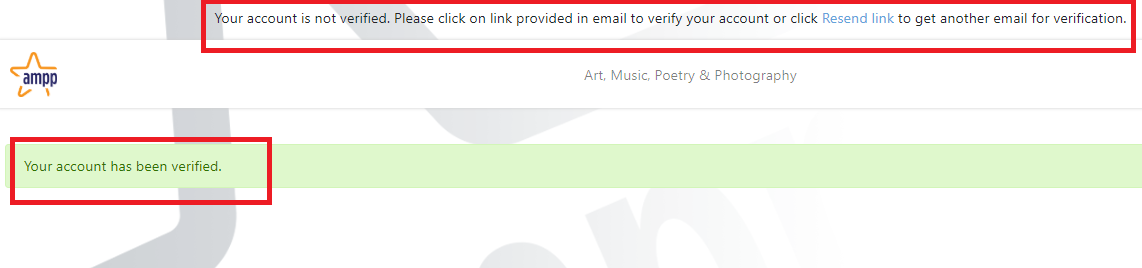 Your account is not verified. Please click on link provided in email to verify your account or click Resend link to get another email for verification.
ampp
Art, Music, Poetry & Photography
Your account has been verified.